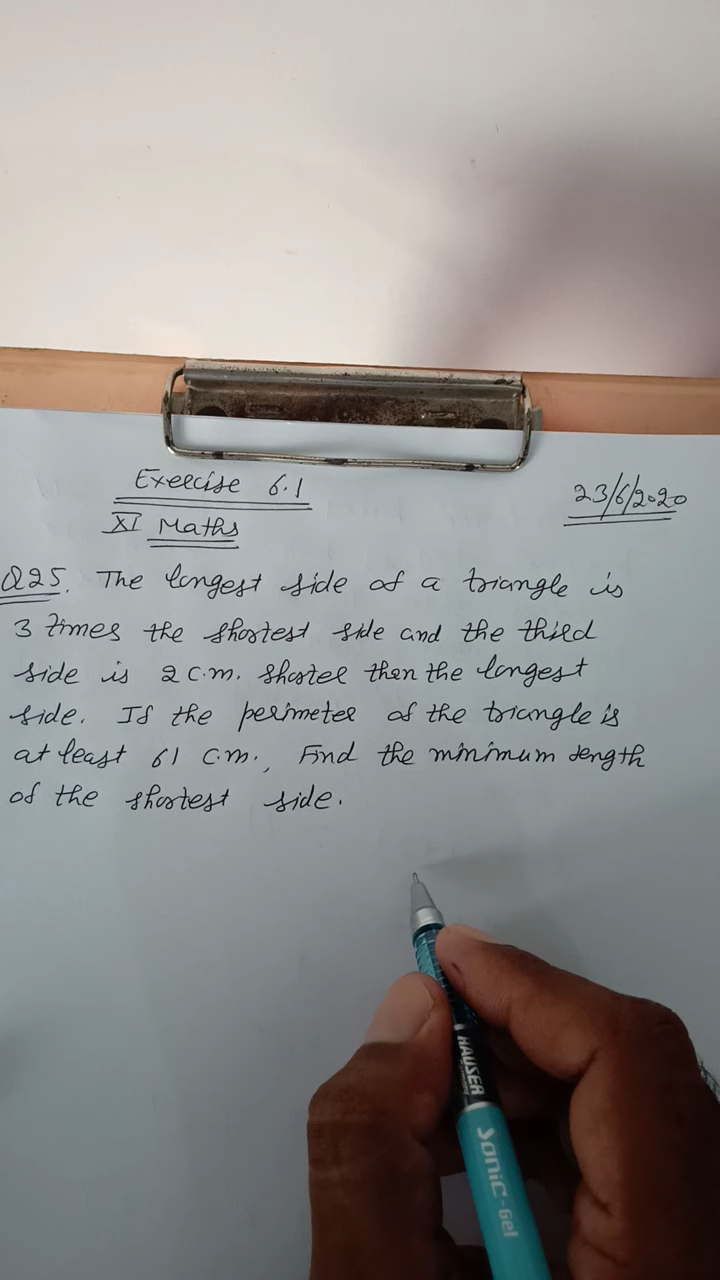 Exercise 6.1
23/6/2020
XI Maths
Q25. The longest side of a triangle is
3 times the shortest side and the third
side is 2 c.m. shorter then the longest
side. If the perimeter of the triangle is
at least 61 c.m., Find the minimum length
of the shortest side.
HAUSER
SONIC-Gel